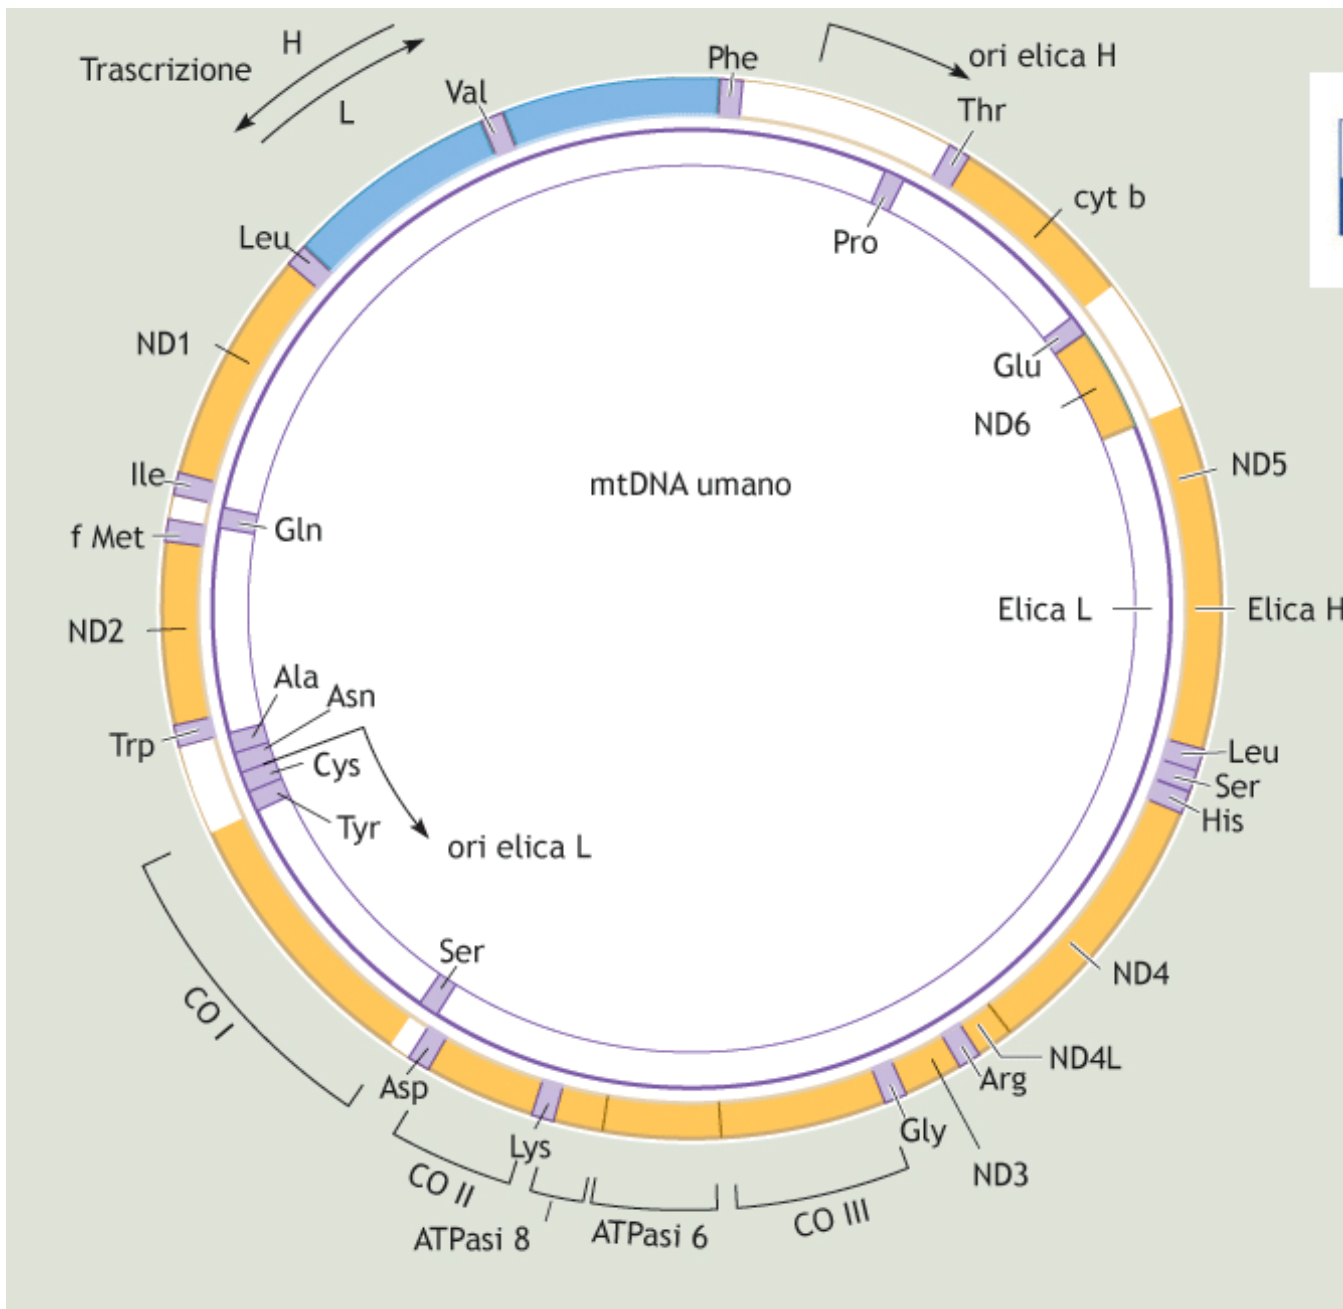 H
Trascrizione
L
Val
Phe
ori elica H
Thr
cyt b
Pro
Leu
ND1
Glu
ND6
Ile
Gln
f Met
mtDNA umano
ND5
ND2
Elica L
Elica H
Ala
Asn
Trp
Cys
Tyr
ori elica L
Leu
Ser
His
CO I
Ser
ND4
Asp
ND4L
Arg
Lys
Gly
CO II
ND3
ATPasi 8
ATPasi 6
CO III